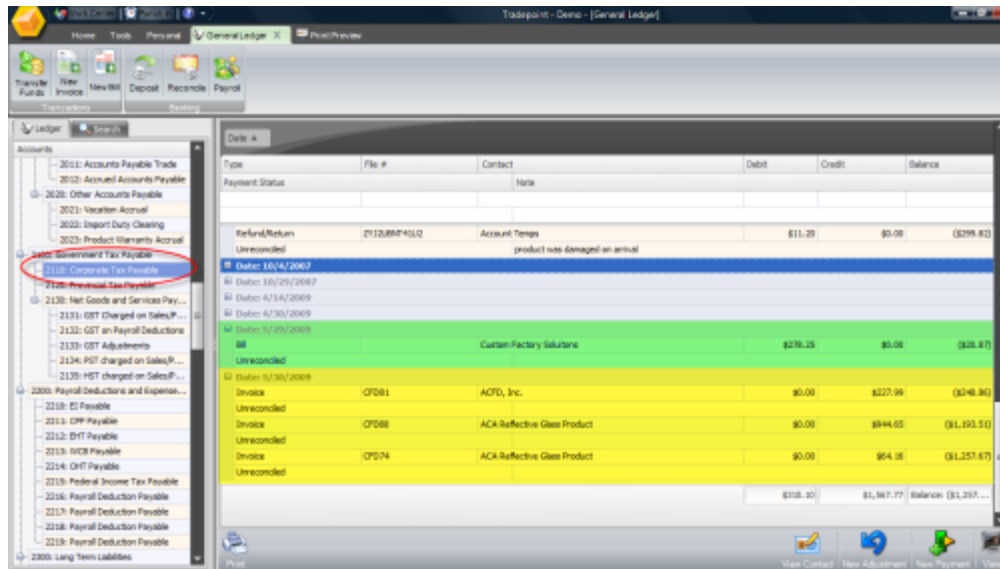 Work Center Punch In
Tradepoint - Demo - [General Ledger]
Home Tools Personal General Ledger X Print Preview
Transfer Funds New Invoice New Bill Deposit Reconcile Payroll
Transactions Banking
Ledger Search
Accounts
2011: Accounts Payable Trade
2012: Accrued Accounts Payable
2020: Other Accounts Payable
2021: Vacation Accrual
2022: Import Duty Clearing
2023: Product Warranty Accrual
2100: Government Tax Payable
2110: Corporate Tax Payable
2120: Provincial Tax Payable
2130: Net Goods and Services Pay...
2131: GST Charged on Sales/P...
2132: GST on Payroll Deductions
2133: GST Adjustments
2134: PST charged on Sales/P...
2135: HST charged on Sales/P...
2200: Payroll Deductions and Expense...
2210: EI Payable
2211: CPP Payable
2212: EHT Payable
2213: WCB Payable
2214: OHT Payable
2215: Federal Income Tax Payable
2216: Payroll Deduction Payable
2217: Payroll Deduction Payable
2218: Payroll Deduction Payable
2219: Payroll Deduction Payable
2300: Long Term Liabilities
Date
Type File # Contact Debit Credit Balance
Payment Status Note
Refund/Return Account Temps $11.20 $0.00 ($299.82)
Unreconciled product was damaged on arrival
Date: 10/4/2007
Date: 10/29/2007
Date: 4/14/2009
Date: 4/30/2009
Date: 5/29/2009
Bill Custom Factory Solutions $278.25 $0.00 ($20.87)
Unreconciled
Date: 5/30/2009
Invoice CFD81 ACFD, Inc. $0.00 $227.99 ($248.86)
Unreconciled
Invoice CFD80 ACA Reflective Glass Product $0.00 $944.65 ($1,193.51)
Unreconciled
Invoice CFD74 ACA Reflective Glass Product $0.00 $64.16 ($1,257.67)
Unreconciled
$310.10 $1,567.77 Balance: ($1,257....
Print View Contact New Adjustment New Payment View